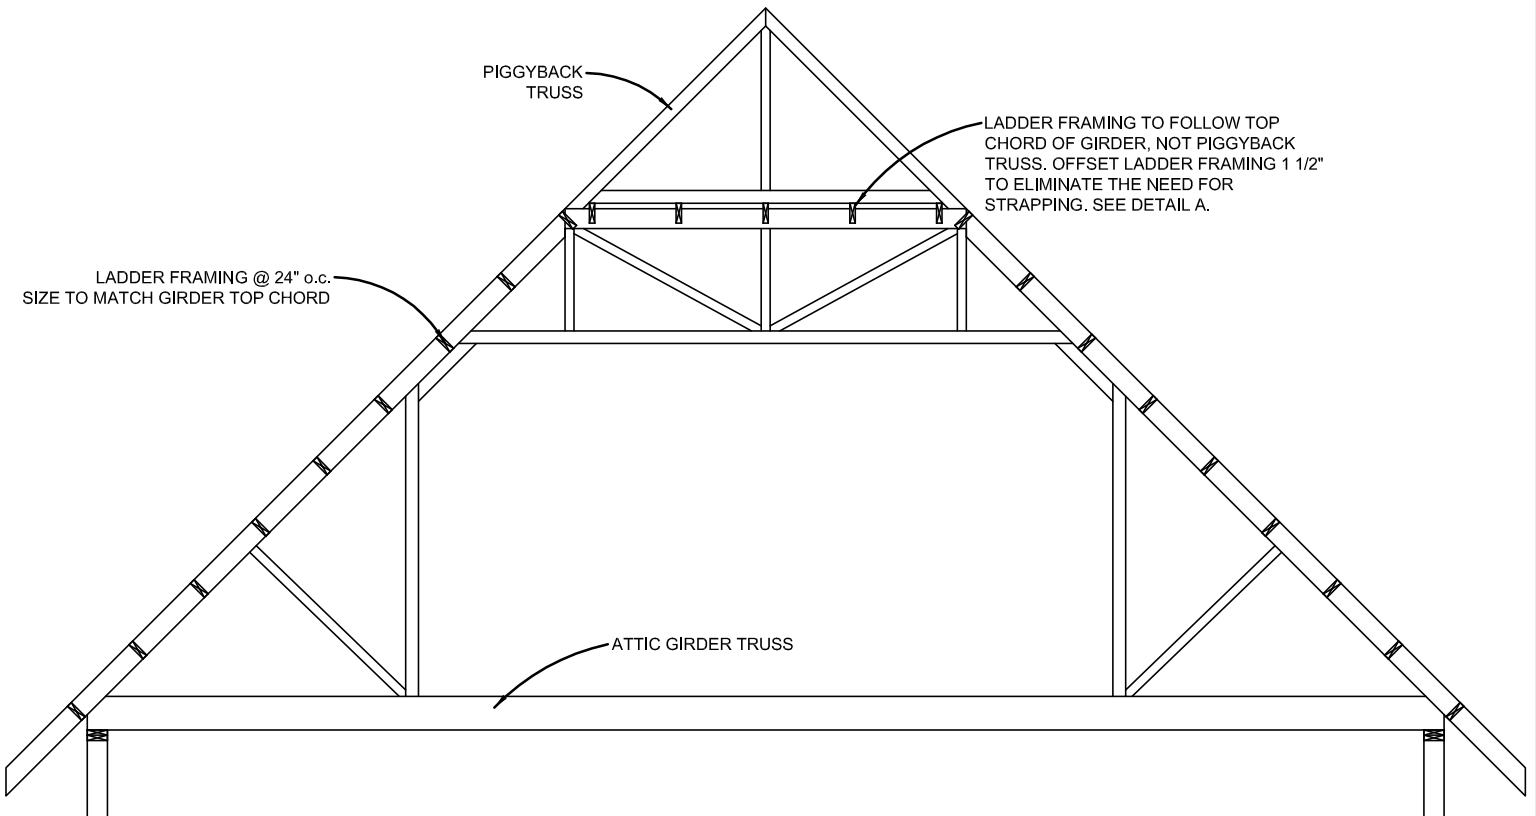 PIGGYBACK
TRUSS
LADDER FRAMING TO FOLLOW TOP
CHORD OF GIRDER, NOT PIGGYBACK
TRUSS. OFFSET LADDER FRAMING 1 1/2"
TO ELIMINATE THE NEED FOR
STRAPPING. SEE DETAIL A.
LADDER FRAMING @ 24" o.c.
SIZE TO MATCH GIRDER TOP CHORD
ATTIC GIRDER TRUSS